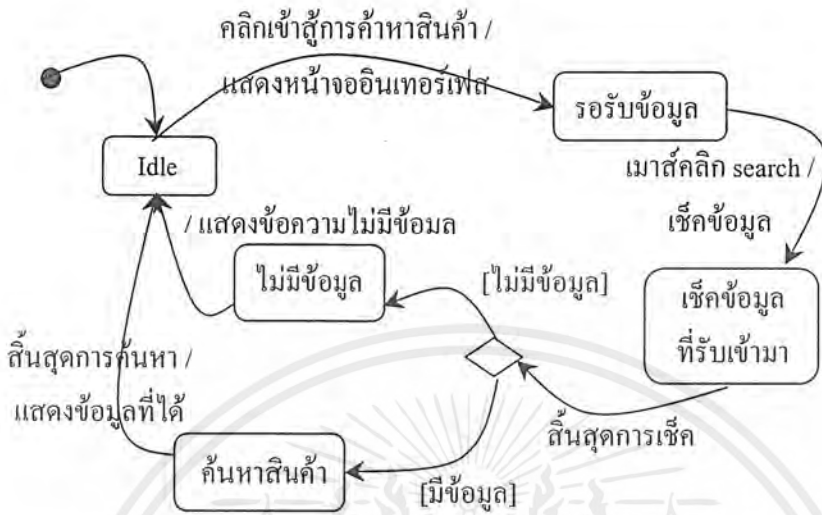 คลิกเข้าสู้การค้าหาสินค้า /
แสดงหน้าจออินเทอร์เฟส
รอรับข้อมูล
Idle
เมาส์คลิก search /
เช็คข้อมูล
/ แสดงข้อความไม่มีข้อมล
ไม่มีข้อมูล
[ไม่มีข้อมูล]
เช็คข้อมูล
ที่รับเข้ามา
สิ้นสุดการค้นหา /
แสดงข้อมูลที่ได้
สิ้นสุดการเช็ค
ค้นหาสินค้า
[มีข้อมูล]